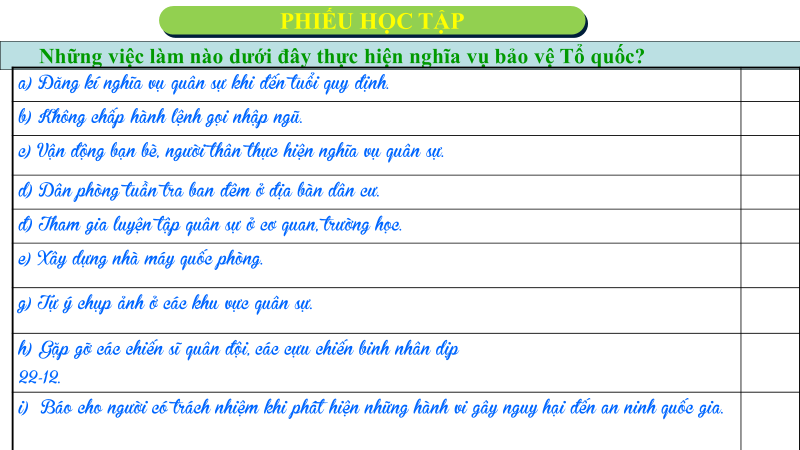 PHIẾU HỌC TẬP
Những việc làm nào dưới đây thực hiện nghĩa vụ bảo vệ Tổ quốc?
a) Đăng kí nghĩa vụ quân sự khi đến tuổi quy định.
b) Không chấp hành lệnh gọi nhập ngũ.
c) Vận động bạn bè, người thân thực hiện nghĩa vụ quân sự.
d) Dân phòng tuần tra ban đêm ở địa bàn dân cư.
đ) Tham gia luyện tập quân sự ở cơ quan, trường học.
e) Xây dựng nhà máy quốc phòng.
g) Tự ý chụp ảnh ở các khu vực quân sự.
h) Gặp gỡ các chiến sĩ quân đội, các cựu chiến binh nhân dịp
22-12.
i) Báo cho người có trách nhiệm khi phát hiện những hành vi gây nguy hại đến an ninh quốc gia.